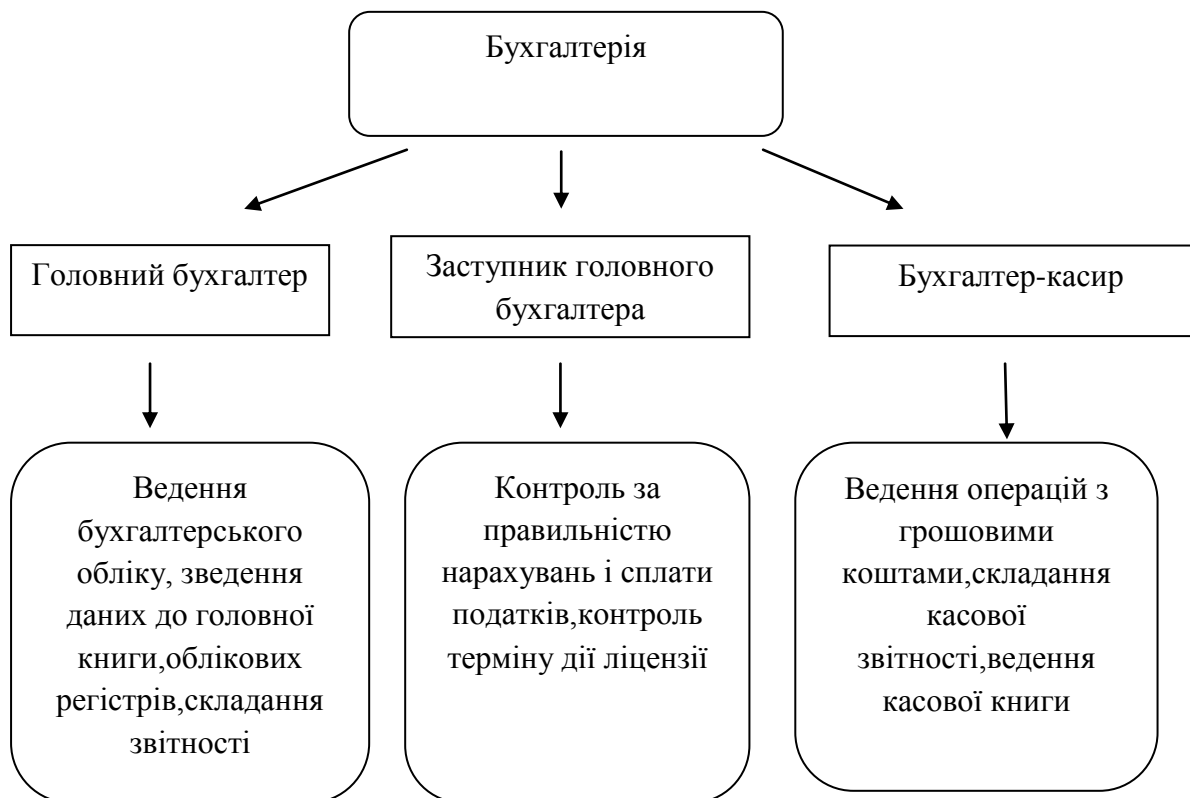 Бухгалтерія
Головний бухгалтер
Заступник головного
бухгалтера
Бухгалтер-касир
Ведення
бухгалтерського
обліку, зведення
даних до головної
книги,облікових
регістрів,складання
звітності
Контроль за
правильністю
нарахувань і сплати
податків,контроль
терміну дії ліцензії
Ведення операцій з
грошовими
коштами,складання
касової
звітності,ведення
касової книги